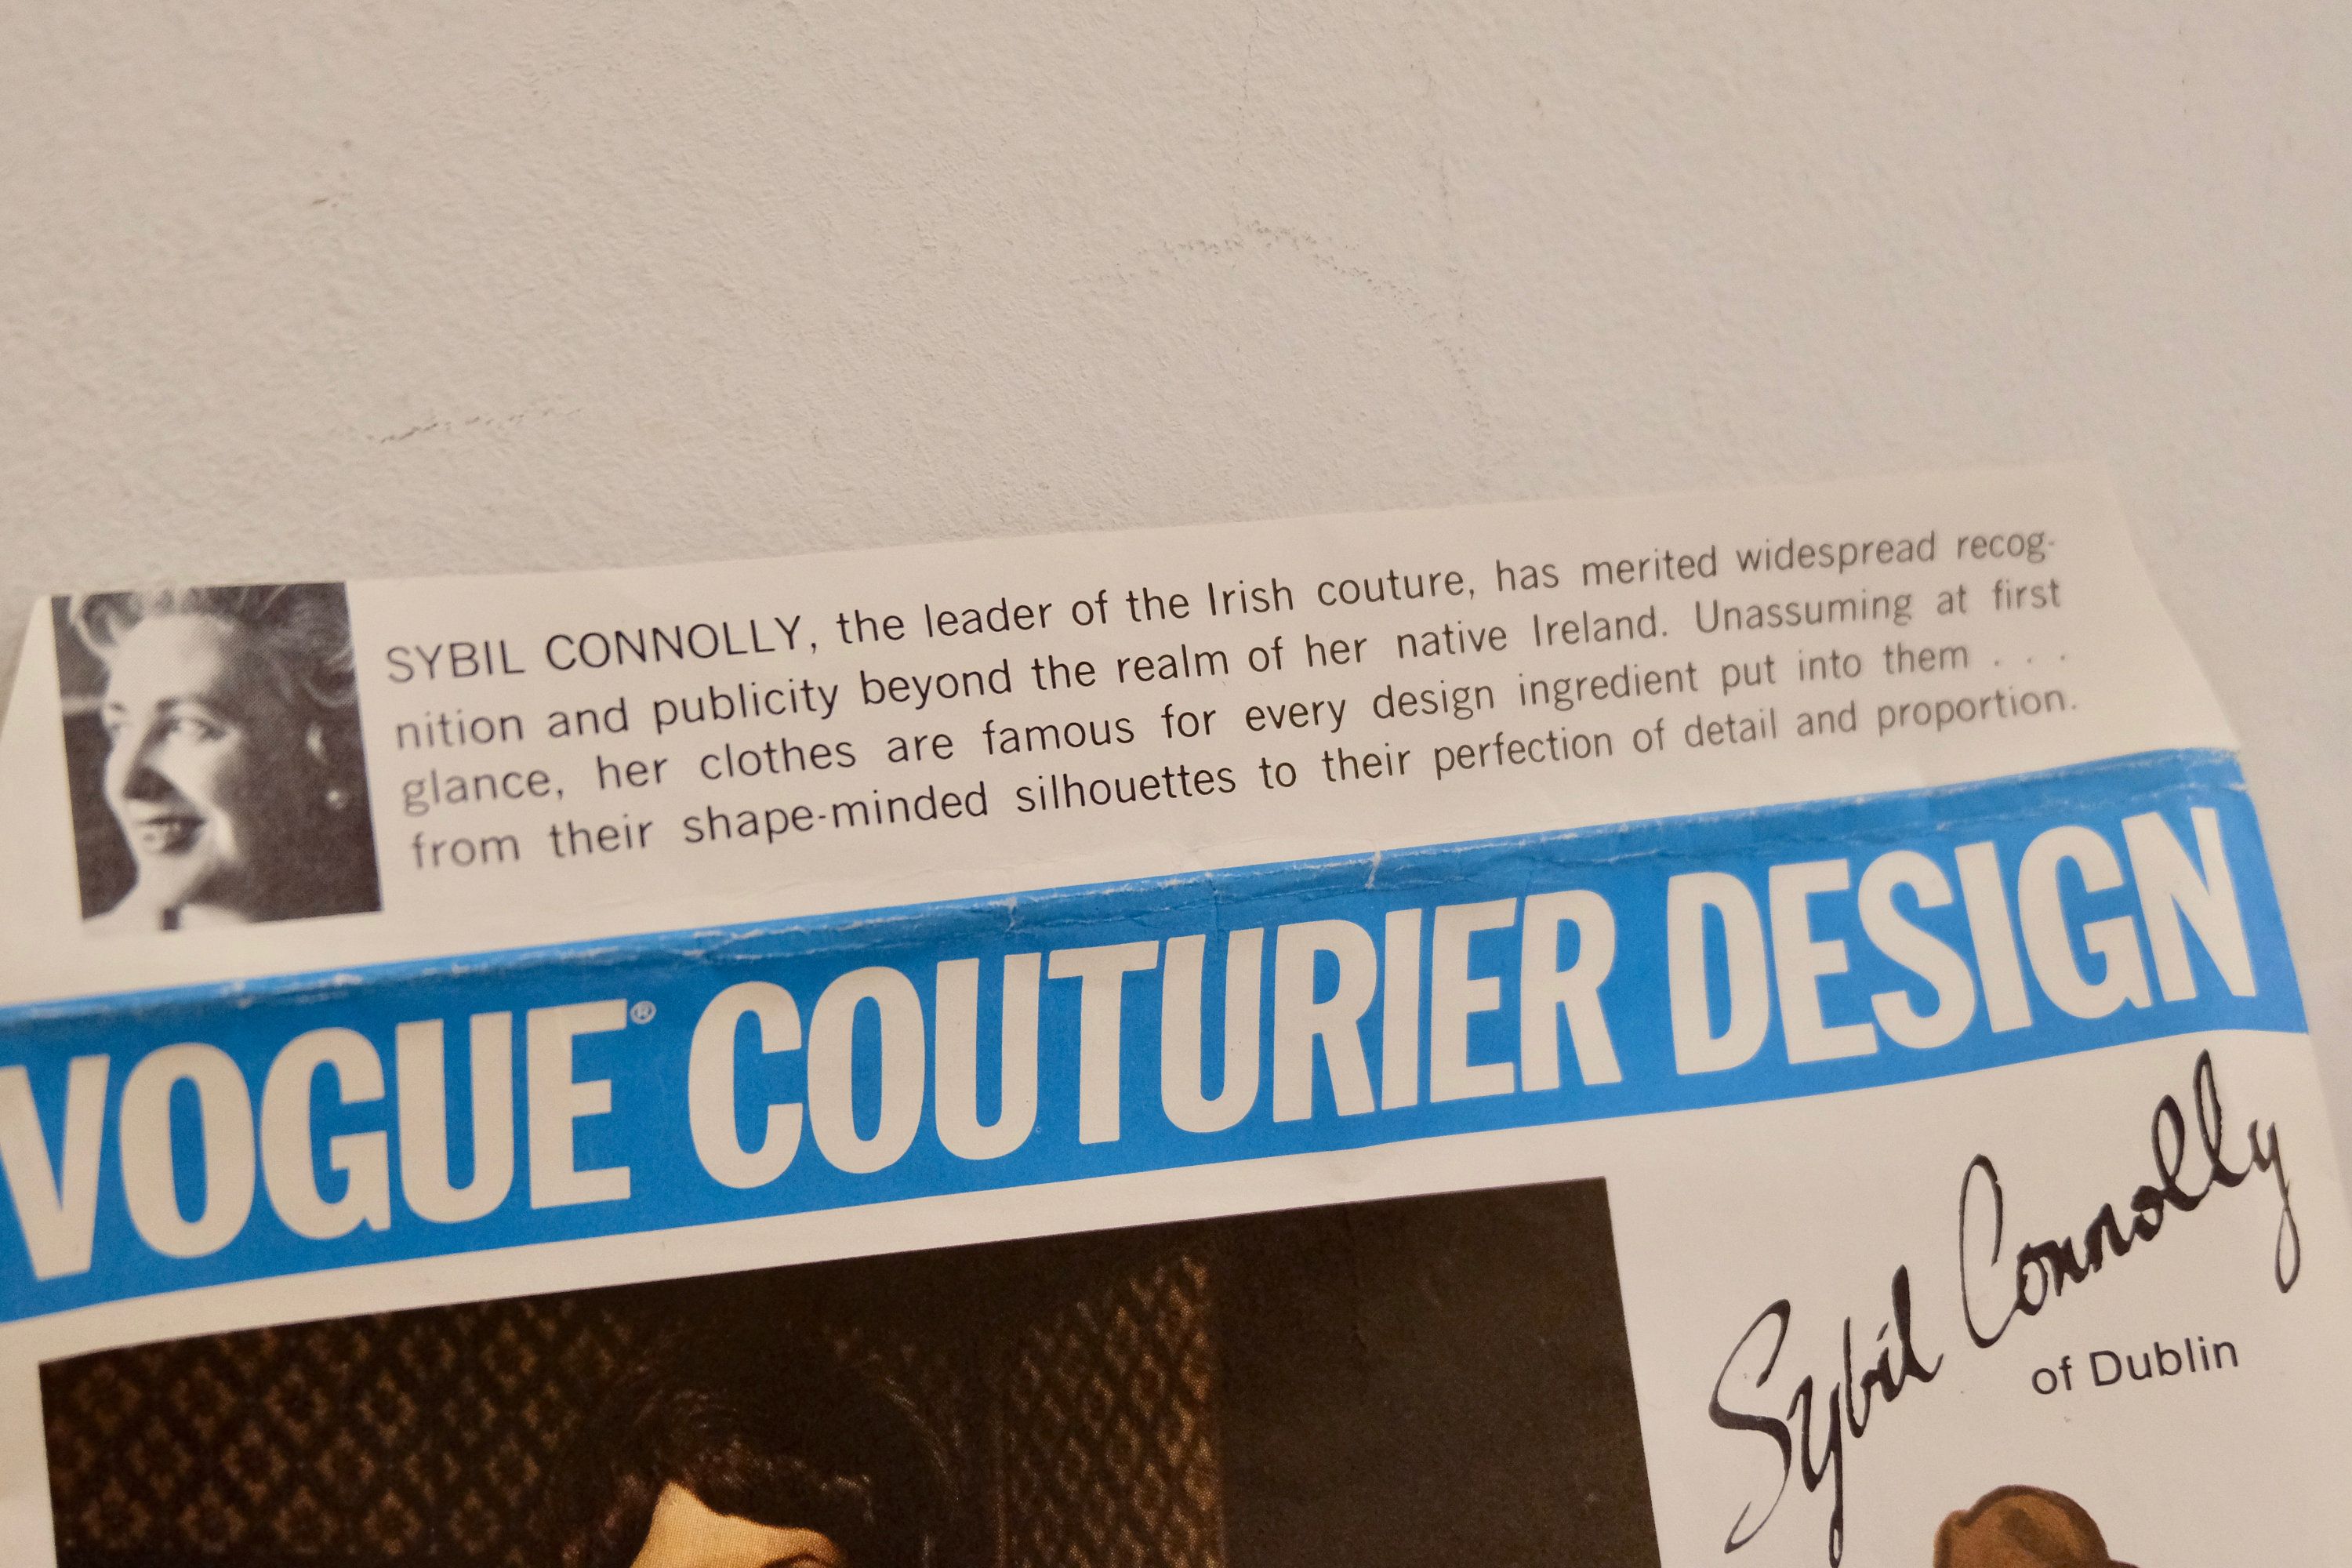 SYBIL CONNOLLY, the leader of the Irish couture, has merited widespread recog-
nition and publicity beyond the realm of her native Ireland. Unassuming at first
glance, her clothes are famous for every design ingredient put into them . . .
from their shape-minded silhouettes to their perfection of detail and proportion.
VOGUE® COUTURIER DESIGN
Sybil Connolly
of Dublin